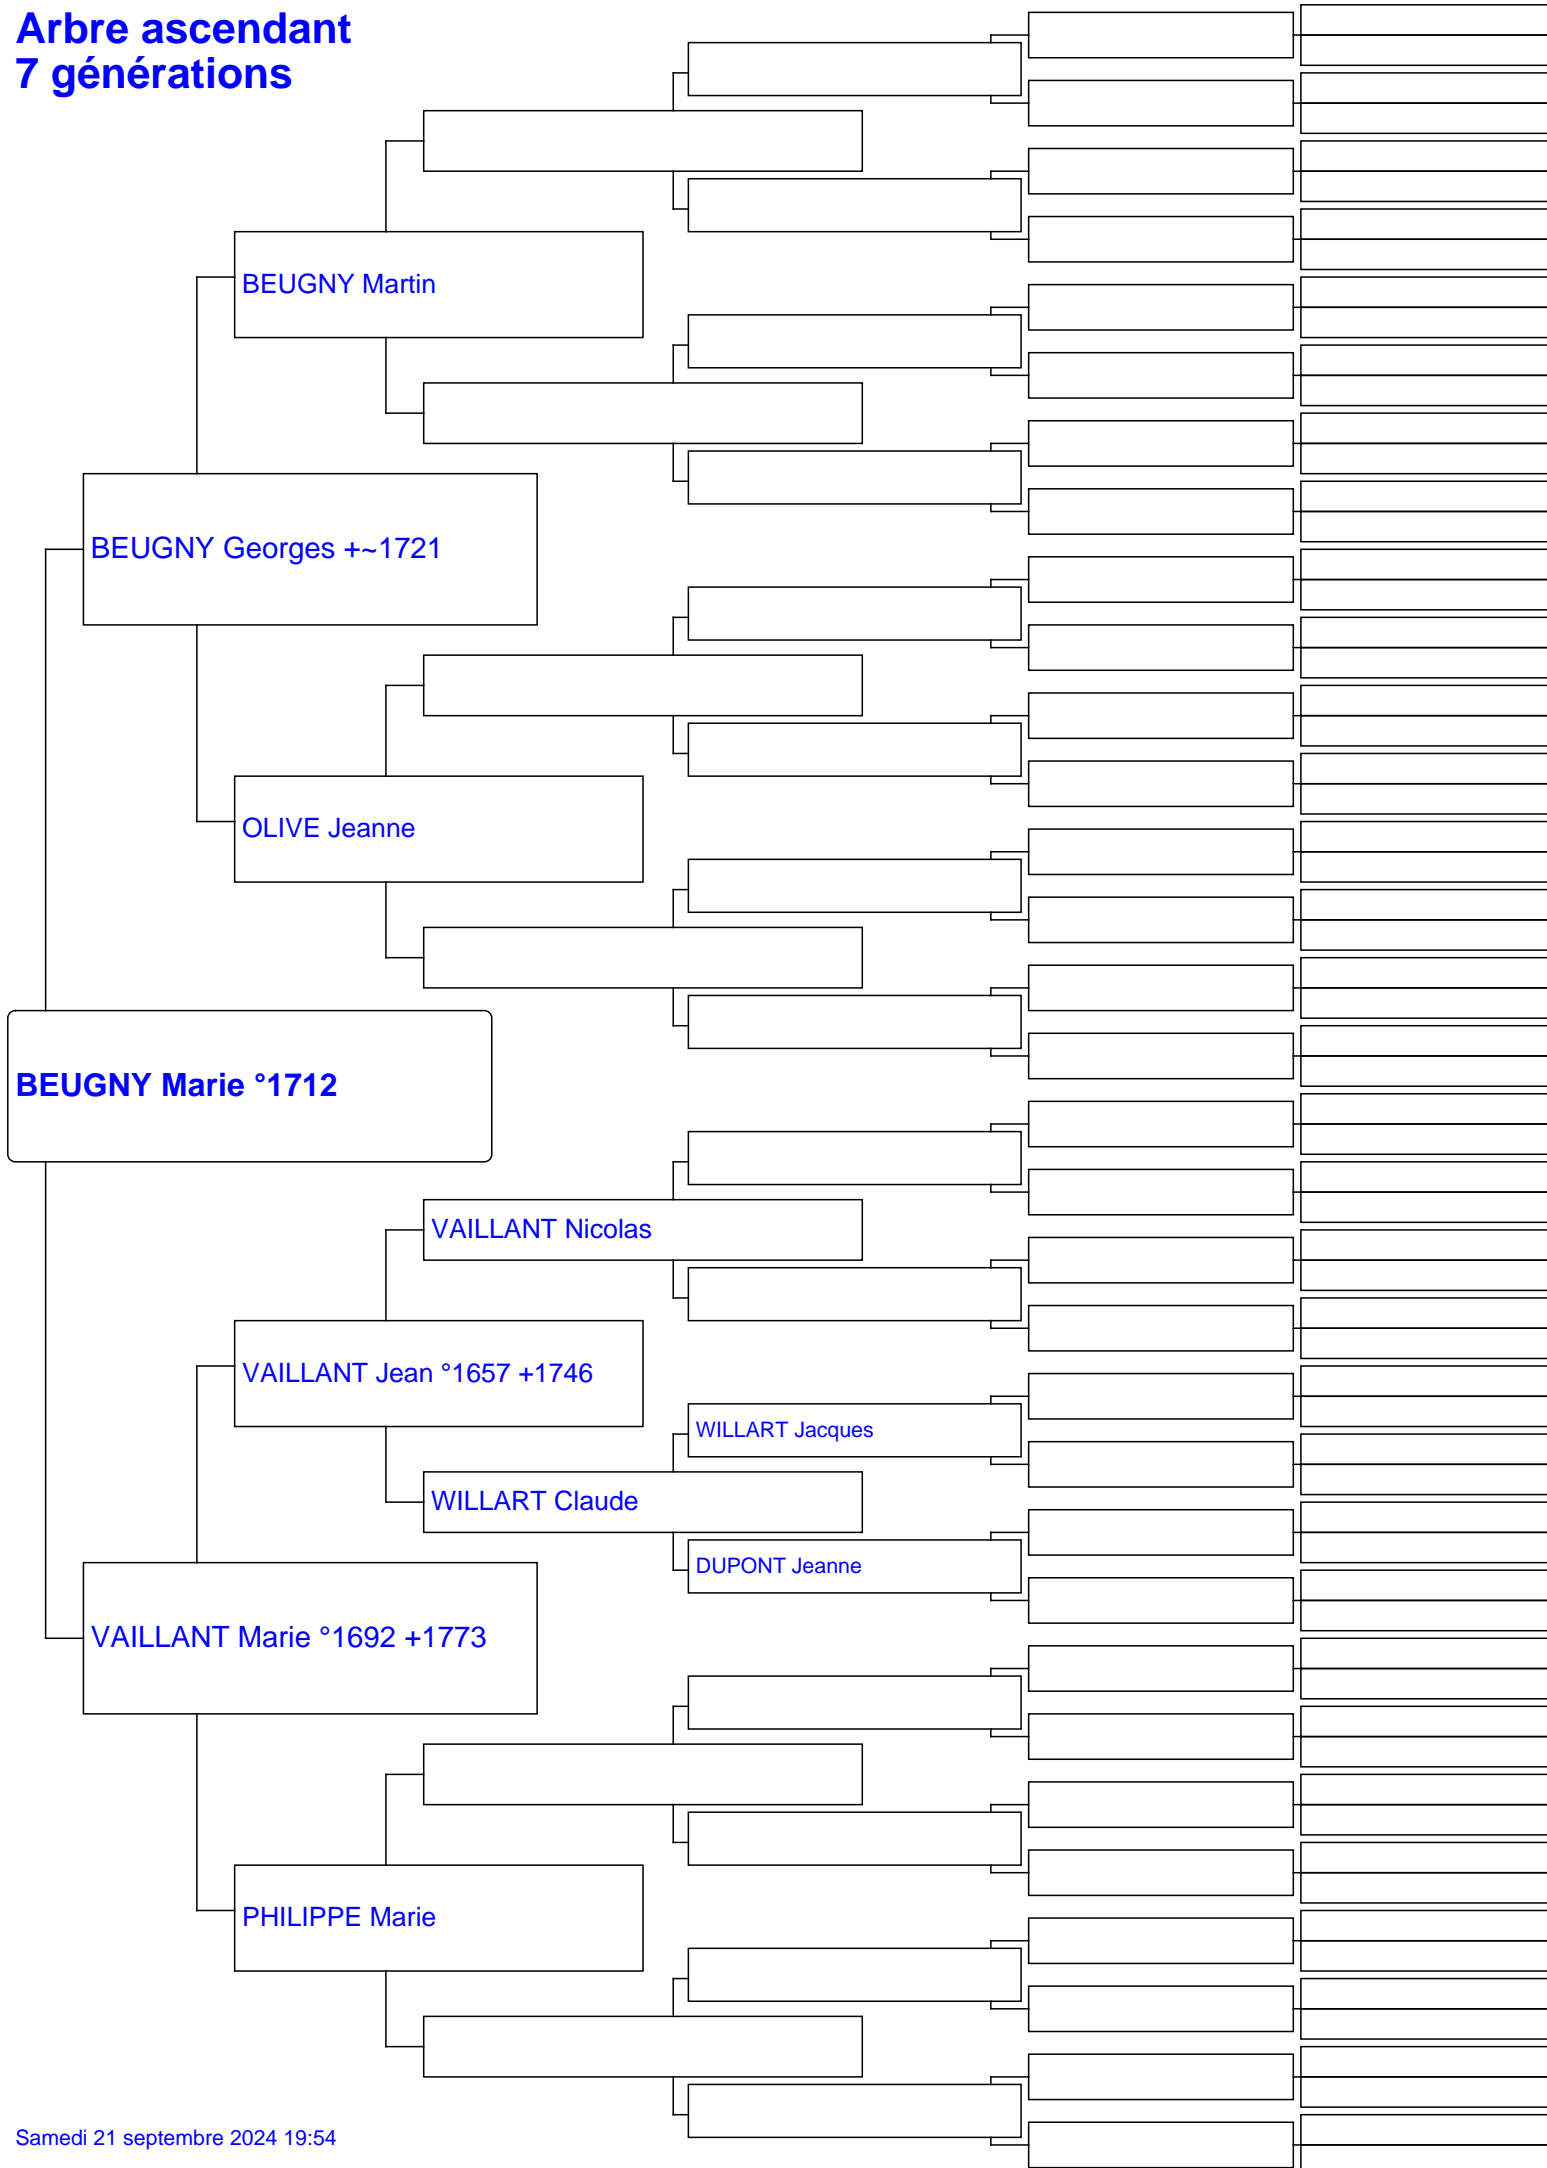 Arbre ascendant
7 générations
BEUGNY Martin
BEUGNY Georges +~1721
OLIVE Jeanne
BEUGNY Marie °1712
VAILLANT Nicolas
VAILLANT Jean °1657 +1746
WILLART Jacques
WILLART Claude
DUPONT Jeanne
VAILLANT Marie °1692 +1773
PHILIPPE Marie
Samedi 21 septembre 2024 19:54